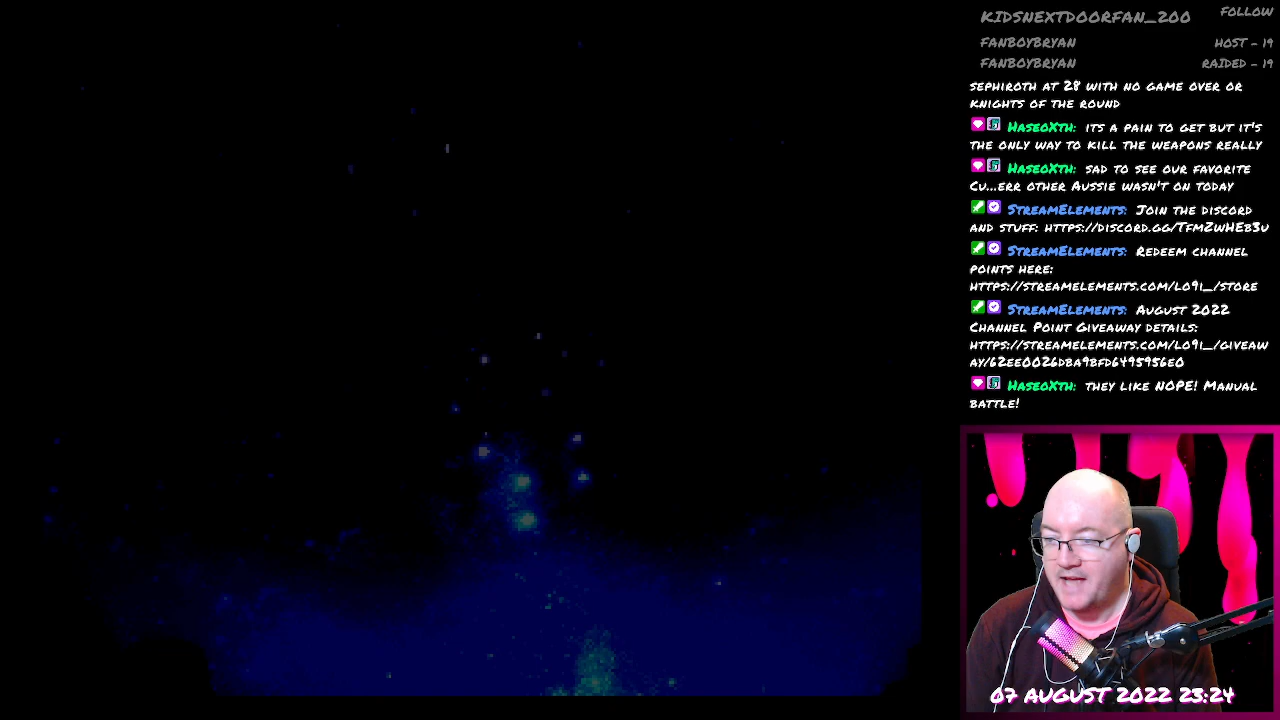 KIDSNEXTDOORFAN_200 FOLLOW
FANBOYBRYAN HOST - 19
FANBOYBRYAN RAIDED - 19
SEPHIROTH AT 28 WITH NO GAME OVER OR
KNIGHTS OF THE ROUND
HASEOXTH: ITS A PAIN TO GET BUT IT'S
THE ONLY WAY TO KILL THE WEAPONS REALLY
HASEOXTH: SAD TO SEE OUR FAVORITE
CU...ERR OTHER AUSSIE WASN'T ON TODAY
STREAMELEMENTS: JOIN THE DISCORD
AND STUFF: HTTPS://DISCORD.GG/TFMZWHEB3U
STREAMELEMENTS: REDEEM CHANNEL
POINTS HERE:
HTTPS://STREAMELEMENTS.COM/LO91_/STORE
STREAMELEMENTS: AUGUST 2022
CHANNEL POINT GIVEAWAY DETAILS:
HTTPS://STREAMELEMENTS.COM/LO91_/GIVEAW
AY/62EE0026DBA9BFD6495956E0
HASEOXTH: THEY LIKE NOPE! MANUAL
BATTLE!
07 AUGUST 2022 23:24